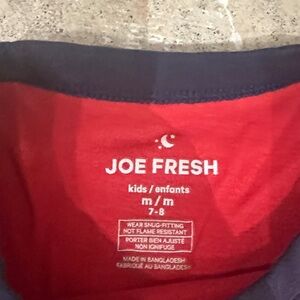 JOE FRESH
kids / enfants
m / m
7-8
WEAR SNUG-FITTING
NOT FLAME RESISTANT
PORTER BIEN AJUSTÉ
NON IGNIFUGE
MADE IN BANGLADESH
FABRIQUÉ AU BANGLADESH